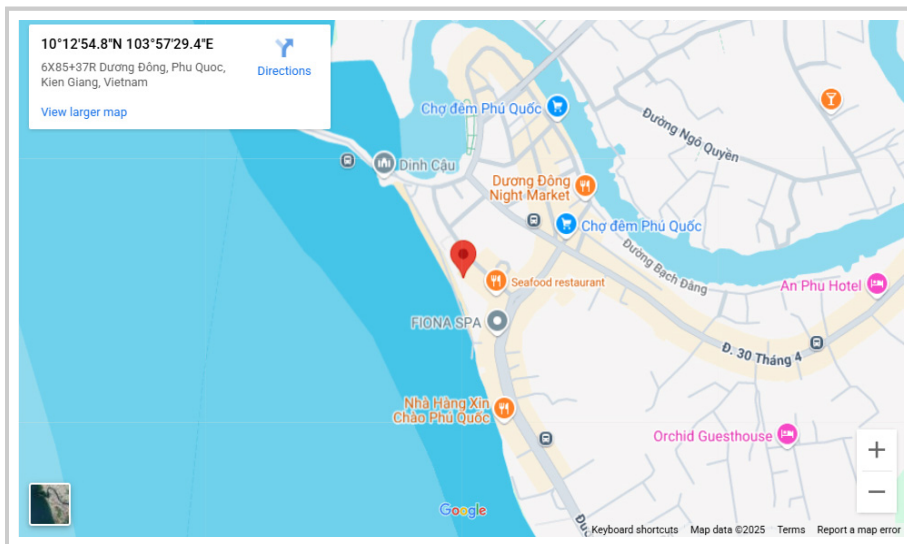 10°12'54.8"N 103°57'29.4"E
6X85+37R Dương Đông, Phu Quoc,
Kien Giang, Vietnam
Directions
View larger map
Chợ đêm Phú Quốc
Đường Ngô Quyền
Dinh Cậu
Dương Đông
Night Market
Chợ đêm Phú Quốc
Đường Bạch Đằng
Seafood restaurant
An Phu Hotel
FIONA SPA
Đ. 30 Tháng 4
Nhà Hàng Xin
Chào Phú Quốc
Orchid Guesthouse
+
−
Google
Keyboard shortcuts
Map data ©2025
Terms
Report a map error